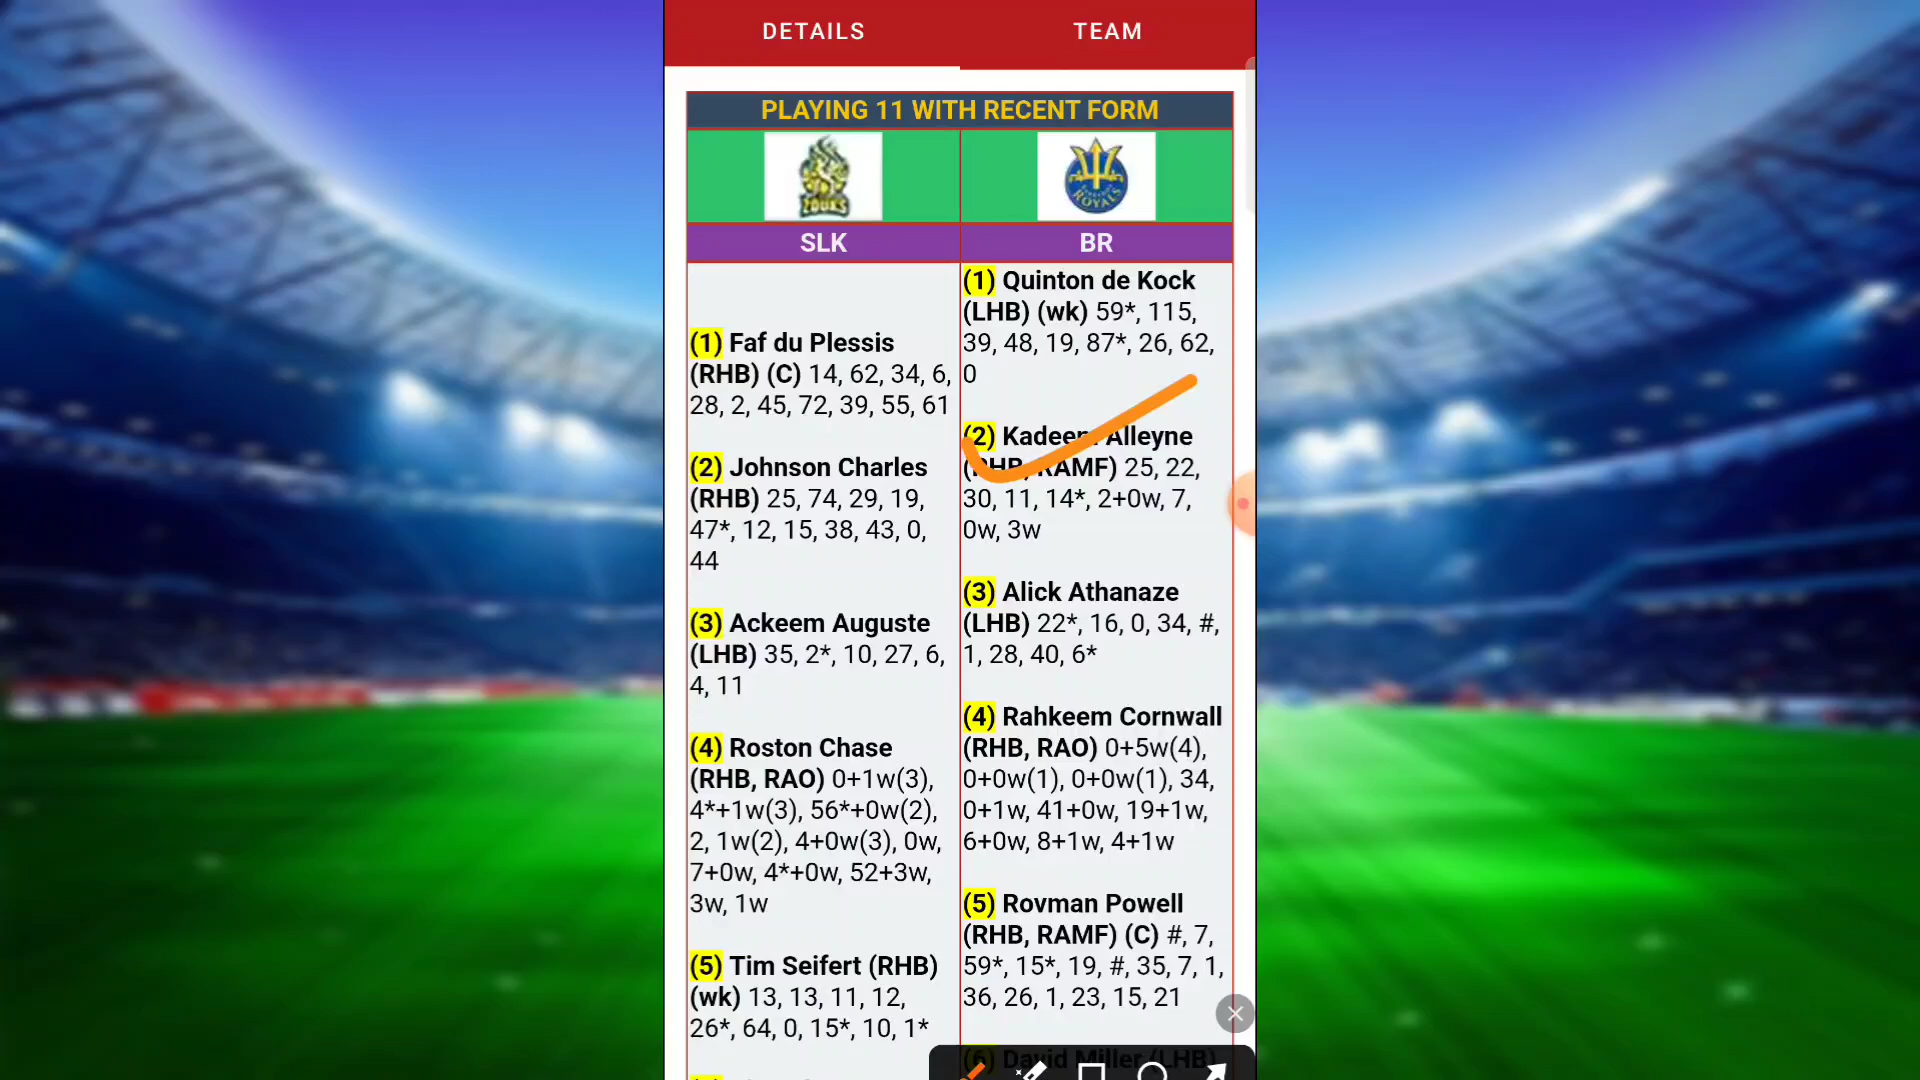 DETAILS
TEAM
PLAYING 11 WITH RECENT FORM
ZOUKS
ROYALS
SLK
BR
(1) Faf du Plessis
(RHB) (C) 14, 62, 34, 6,
28, 2, 45, 72, 39, 55, 61
(2) Johnson Charles
(RHB) 25, 74, 29, 19,
47*, 12, 15, 38, 43, 0,
44
(3) Ackeem Auguste
(LHB) 35, 2*, 10, 27, 6,
4, 11
(4) Roston Chase
(RHB, RAO) 0+1w(3),
4*+1w(3), 56*+0w(2),
2, 1w(2), 4+0w(3), 0w,
7+0w, 4*+0w, 52+3w,
3w, 1w
(5) Tim Seifert (RHB)
(wk) 13, 13, 11, 12,
26*, 64, 0, 15*, 10, 1*
(1) Quinton de Kock
(LHB) (wk) 59*, 115,
39, 48, 19, 87*, 26, 62,
0
(2) Kadeem Alleyne
(RHB, RAMF) 25, 22,
30, 11, 14*, 2+0w, 7,
0w, 3w
(3) Alick Athanaze
(LHB) 22*, 16, 0, 34, #,
1, 28, 40, 6*
(4) Rahkeem Cornwall
(RHB, RAO) 0+5w(4),
0+0w(1), 0+0w(1), 34,
0+1w, 41+0w, 19+1w,
6+0w, 8+1w, 4+1w
(5) Rovman Powell
(RHB, RAMF) (C) #, 7,
59*, 15*, 19, #, 35, 7, 1,
36, 26, 1, 23, 15, 21
(6) David Miller (LHB)